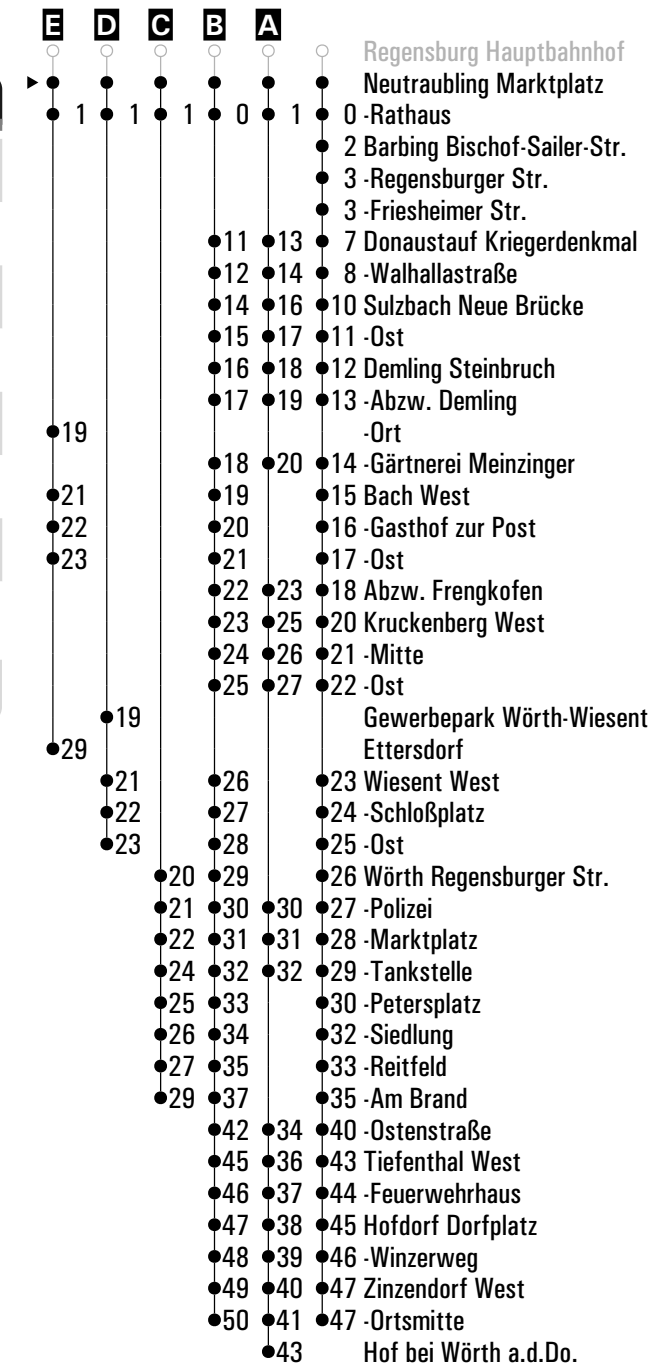 E D C B A
Regensburg Hauptbahnhof
Neutraubling Marktplatz
1 1 1 0 1 0 -Rathaus
2 Barbing Bischof-Sailer-Str.
3 -Regensburger Str.
3 -Friesheimer Str.
11 13 7 Donaustauf Kriegerdenkmal
12 14 8 -Walhallastraße
14 16 10 Sulzbach Neue Brücke
15 17 11 -Ost
16 18 12 Demling Steinbruch
17 19 13 -Abzw. Demling
19 -Ort
18 20 14 -Gärtnerei Meinzinger
21 19 15 Bach West
22 20 16 -Gasthof zur Post
23 21 17 -Ost
22 23 18 Abzw. Frengkofen
23 25 20 Kruckenberg West
24 26 21 -Mitte
25 27 22 -Ost
19 Gewerbepark Wörth-Wiesent
29 Ettersdorf
21 26 23 Wiesent West
22 27 24 -Schloßplatz
23 28 25 -Ost
20 29 26 Wörth Regensburger Str.
21 30 30 27 -Polizei
22 31 31 28 -Marktplatz
24 32 32 29 -Tankstelle
25 33 30 -Petersplatz
26 34 32 -Siedlung
27 35 33 -Reitfeld
29 37 35 -Am Brand
42 34 40 -Ostenstraße
45 36 43 Tiefenthal West
46 37 44 -Feuerwehrhaus
47 38 45 Hofdorf Dorfplatz
48 39 46 -Winzerweg
49 40 47 Zinzendorf West
50 41 47 -Ortsmitte
43 Hof bei Wörth a.d.Do.